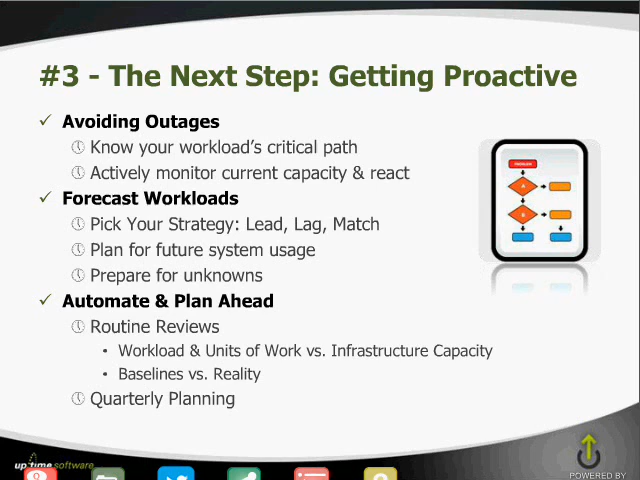 #3 - The Next Step: Getting Proactive
Avoiding Outages
Know your workload's critical path
Actively monitor current capacity & react
Forecast Workloads
Pick Your Strategy: Lead, Lag, Match
Plan for future system usage
Prepare for unknowns
Automate & Plan Ahead
Routine Reviews
• Workload & Units of Work vs. Infrastructure Capacity
• Baselines vs. Reality
Quarterly Planning
PROBLEM
A
B
up time software
POWERED BY